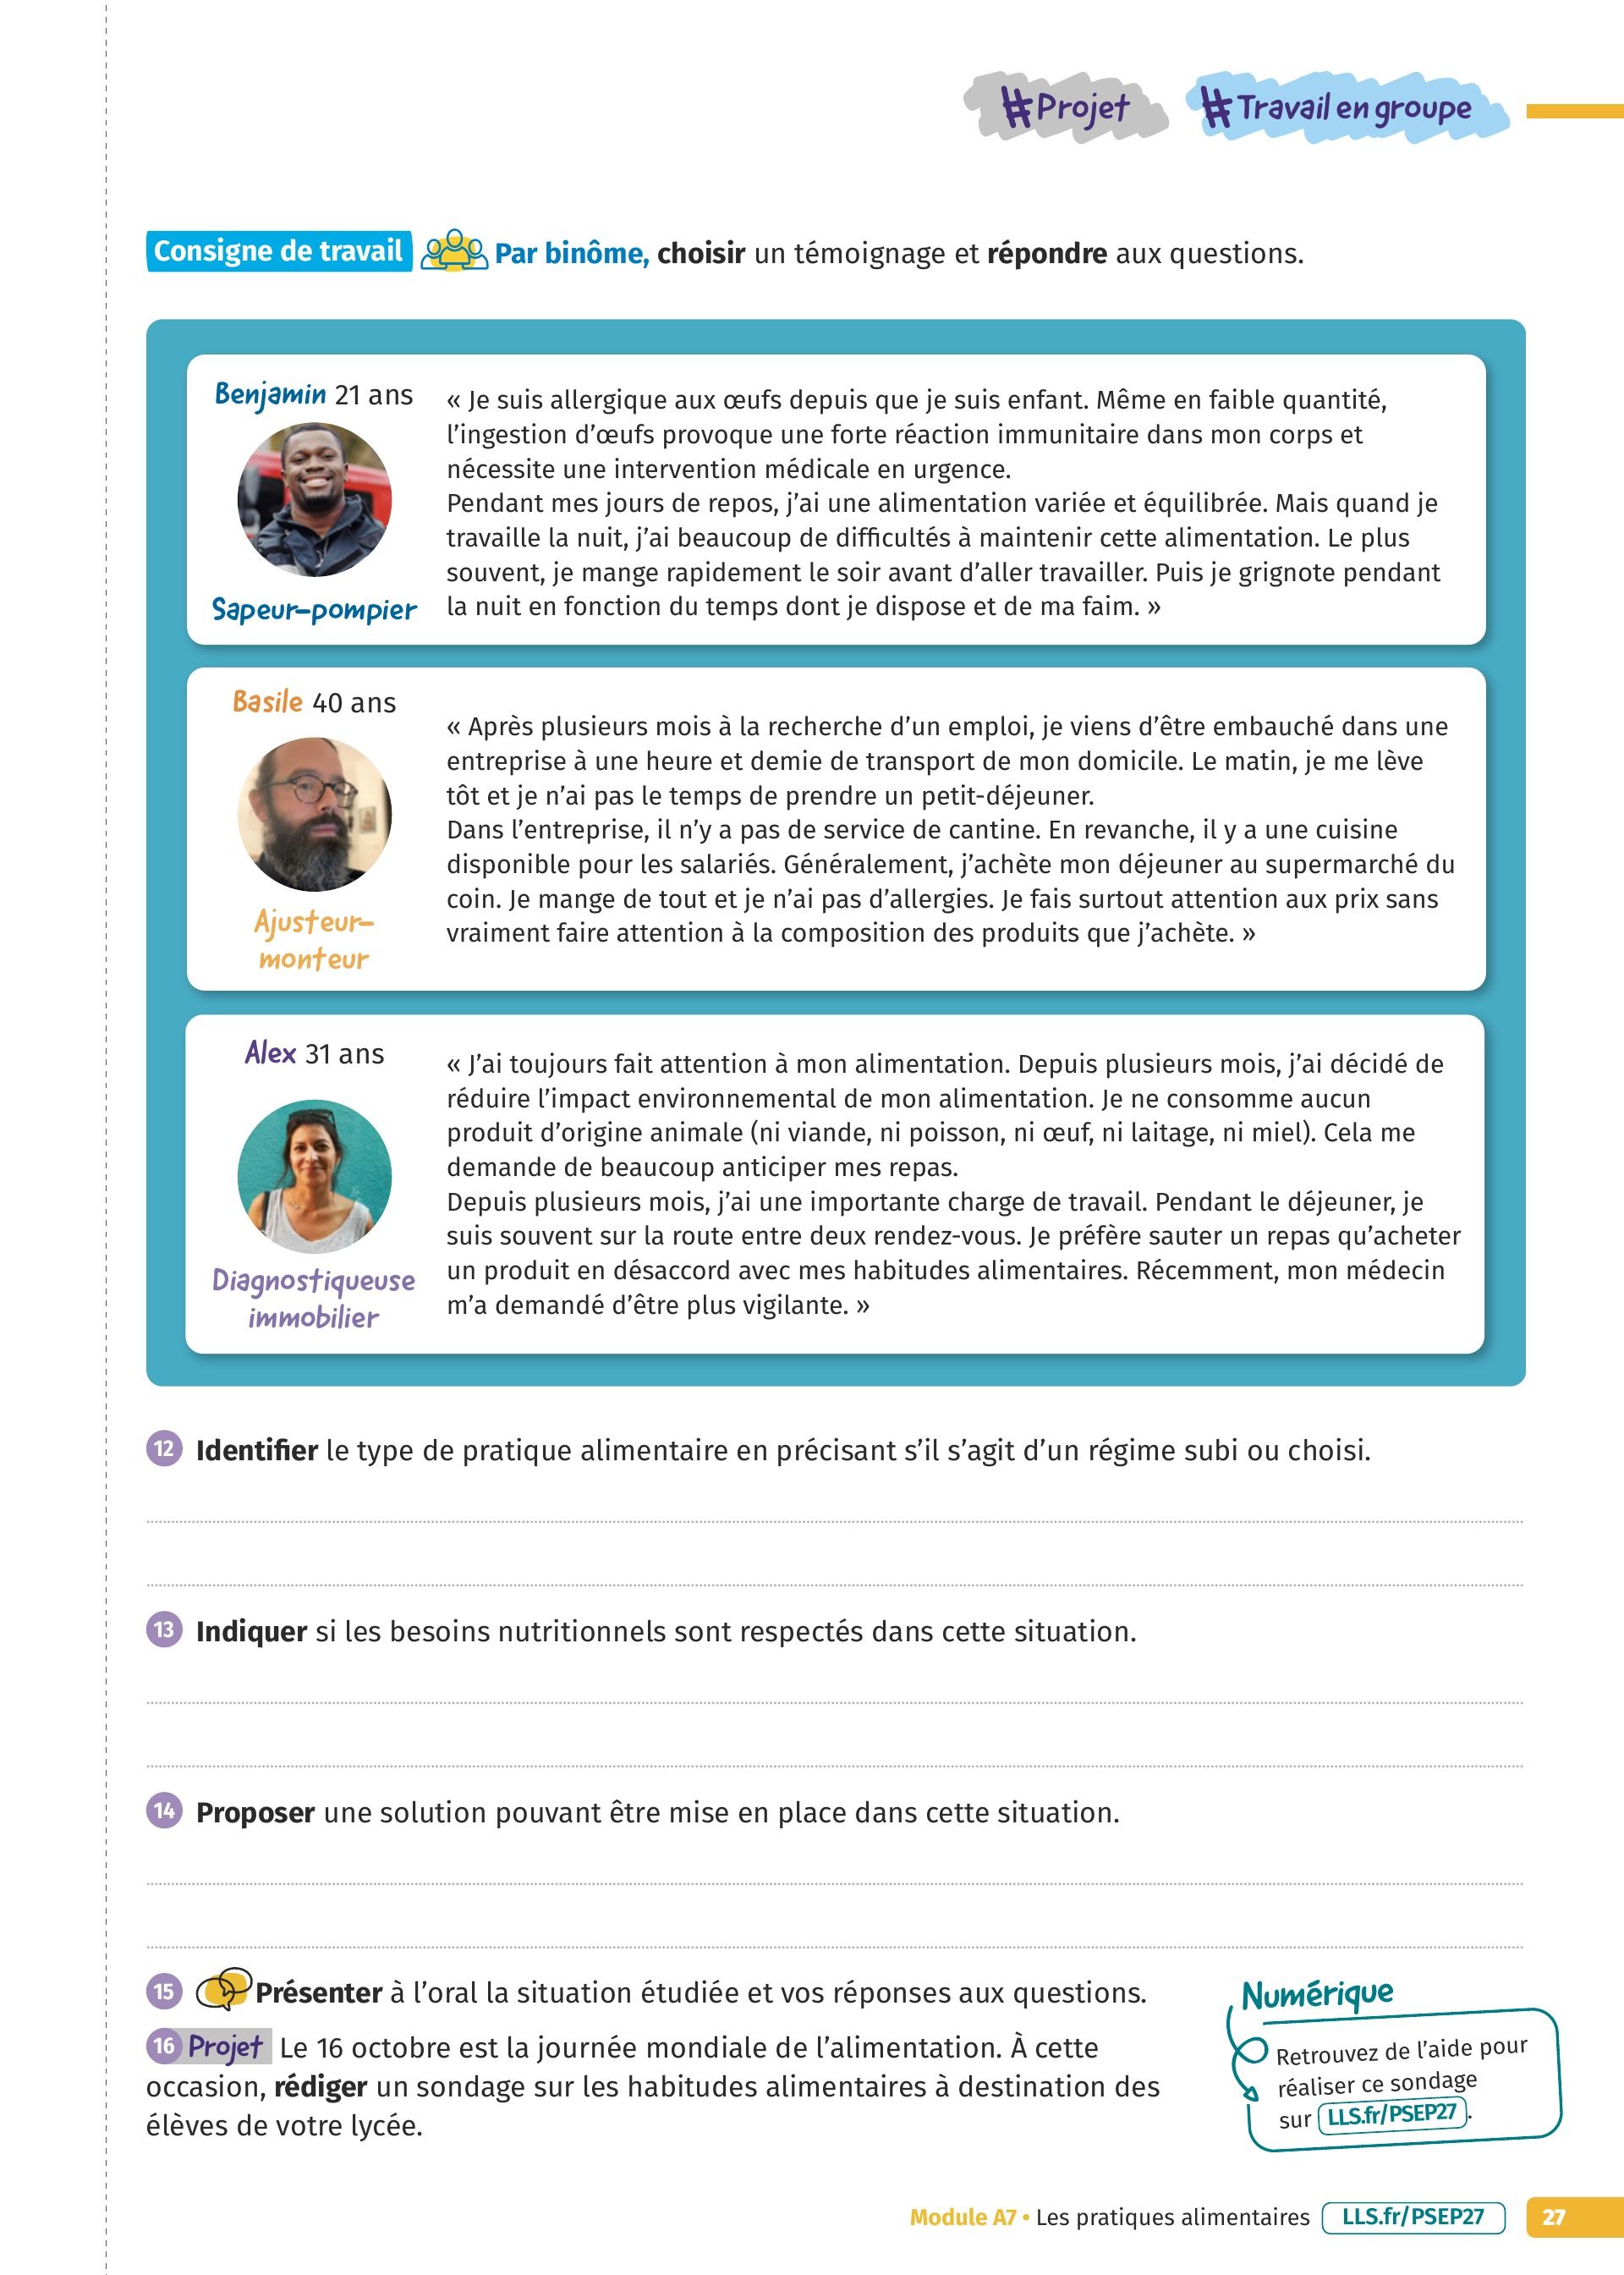 #Projet #Travail en groupe
Consigne de travail Par binôme, choisir un témoignage et répondre aux questions.
Benjamin 21 ans
Sapeur-pompier
« Je suis allergique aux œufs depuis que je suis enfant. Même en faible quantité,
l’ingestion d’œufs provoque une forte réaction immunitaire dans mon corps et
nécessite une intervention médicale en urgence.
Pendant mes jours de repos, j’ai une alimentation variée et équilibrée. Mais quand je
travaille la nuit, j’ai beaucoup de difficultés à maintenir cette alimentation. Le plus
souvent, je mange rapidement le soir avant d’aller travailler. Puis je grignote pendant
la nuit en fonction du temps dont je dispose et de ma faim. »
Basile 40 ans
Ajusteur-
monteur
« Après plusieurs mois à la recherche d’un emploi, je viens d’être embauché dans une
entreprise à une heure et demie de transport de mon domicile. Le matin, je me lève
tôt et je n’ai pas le temps de prendre un petit-déjeuner.
Dans l’entreprise, il n’y a pas de service de cantine. En revanche, il y a une cuisine
disponible pour les salariés. Généralement, j’achète mon déjeuner au supermarché du
coin. Je mange de tout et je n’ai pas d’allergies. Je fais surtout attention aux prix sans
vraiment faire attention à la composition des produits que j’achète. »
Alex 31 ans
Diagnostiqueuse
immobilier
« J’ai toujours fait attention à mon alimentation. Depuis plusieurs mois, j’ai décidé de
réduire l’impact environnemental de mon alimentation. Je ne consomme aucun
produit d’origine animale (ni viande, ni poisson, ni œuf, ni laitage, ni miel). Cela me
demande de beaucoup anticiper mes repas.
Depuis plusieurs mois, j’ai une importante charge de travail. Pendant le déjeuner, je
suis souvent sur la route entre deux rendez-vous. Je préfère sauter un repas qu’acheter
un produit en désaccord avec mes habitudes alimentaires. Récemment, mon médecin
m’a demandé d’être plus vigilante. »
12 Identifier le type de pratique alimentaire en précisant s’il s’agit d’un régime subi ou choisi.
13 Indiquer si les besoins nutritionnels sont respectés dans cette situation.
14 Proposer une solution pouvant être mise en place dans cette situation.
15 Présenter à l’oral la situation étudiée et vos réponses aux questions.
16 Projet Le 16 octobre est la journée mondiale de l’alimentation. À cette
occasion, rédiger un sondage sur les habitudes alimentaires à destination des
élèves de votre lycée.
Numérique
Retrouvez de l’aide pour
réaliser ce sondage
sur LLS.fr/PSEP27.
Module A7 • Les pratiques alimentaires LLS.fr/PSEP27 27